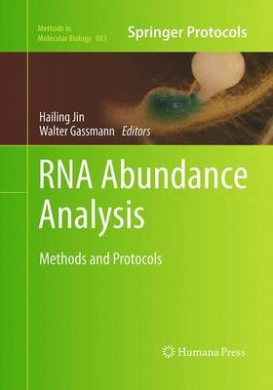 Methods in
Molecular Biology 883
Springer Protocols
Hailing Jin
Walter Gassmann Editors
RNA Abundance
Analysis
Methods and Protocols
Humana Press